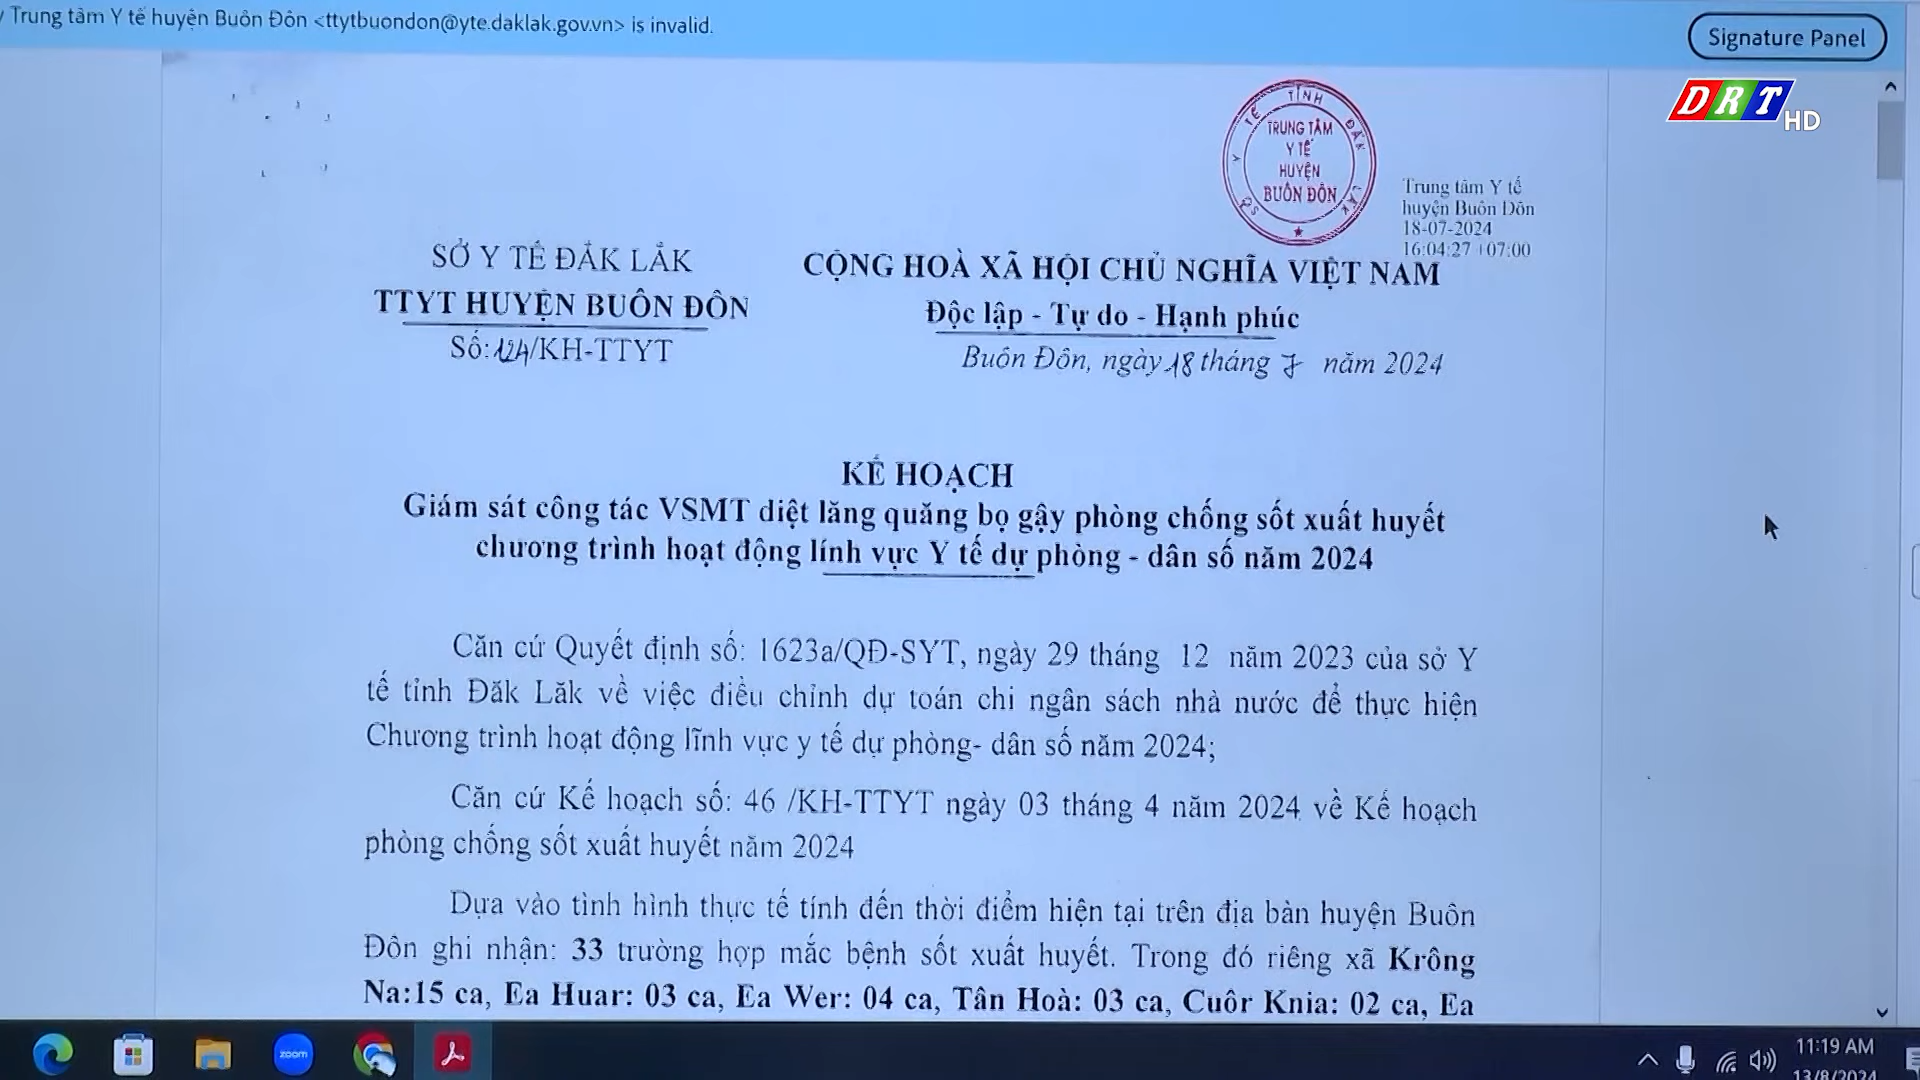 Trung tâm Y tế huyện Buôn Đôn <ttytbuondon@yte.daklak.gov.vn> is invalid.
Signature Panel
DRT HD
SỞ Y TẾ TỈNH ĐẮK LẮK
TRUNG TÂM
Y TẾ
HUYỆN
BUÔN ĐÔN
Trung tâm Y tế
huyện Buôn Đôn
18-07-2024
16:04:27 +07:00
SỞ Y TẾ ĐẮK LẮK
TTYT HUYỆN BUÔN ĐÔN
Số:124/KH-TTYT
CỘNG HOÀ XÃ HỘI CHỦ NGHĨA VIỆT NAM
Độc lập - Tự do - Hạnh phúc
Buôn Đôn, ngày 18 tháng 7 năm 2024
KẾ HOẠCH
Giám sát công tác VSMT diệt lăng quăng bọ gậy phòng chống sốt xuất huyết
chương trình hoạt động lính vực Y tế dự phòng - dân số năm 2024
Căn cứ Quyết định số: 1623a/QĐ-SYT, ngày 29 tháng 12 năm 2023 của sở Y
tế tỉnh Đăk Lăk về việc điều chỉnh dự toán chi ngân sách nhà nước để thực hiện
Chương trình hoạt động lĩnh vực y tế dự phòng- dân số năm 2024;
Căn cứ Kế hoạch số: 46 /KH-TTYT ngày 03 tháng 4 năm 2024 về Kế hoạch
phòng chống sốt xuất huyết năm 2024
Dựa vào tình hình thực tế tính đến thời điểm hiện tại trên địa bàn huyện Buôn
Đôn ghi nhận: 33 trường hợp mắc bệnh sốt xuất huyết. Trong đó riêng xã Krông
Na:15 ca, Ea Huar: 03 ca, Ea Wer: 04 ca, Tân Hoà: 03 ca, Cuôr Knia: 02 ca, Ea
zoom
11:19 AM
13/8/2024